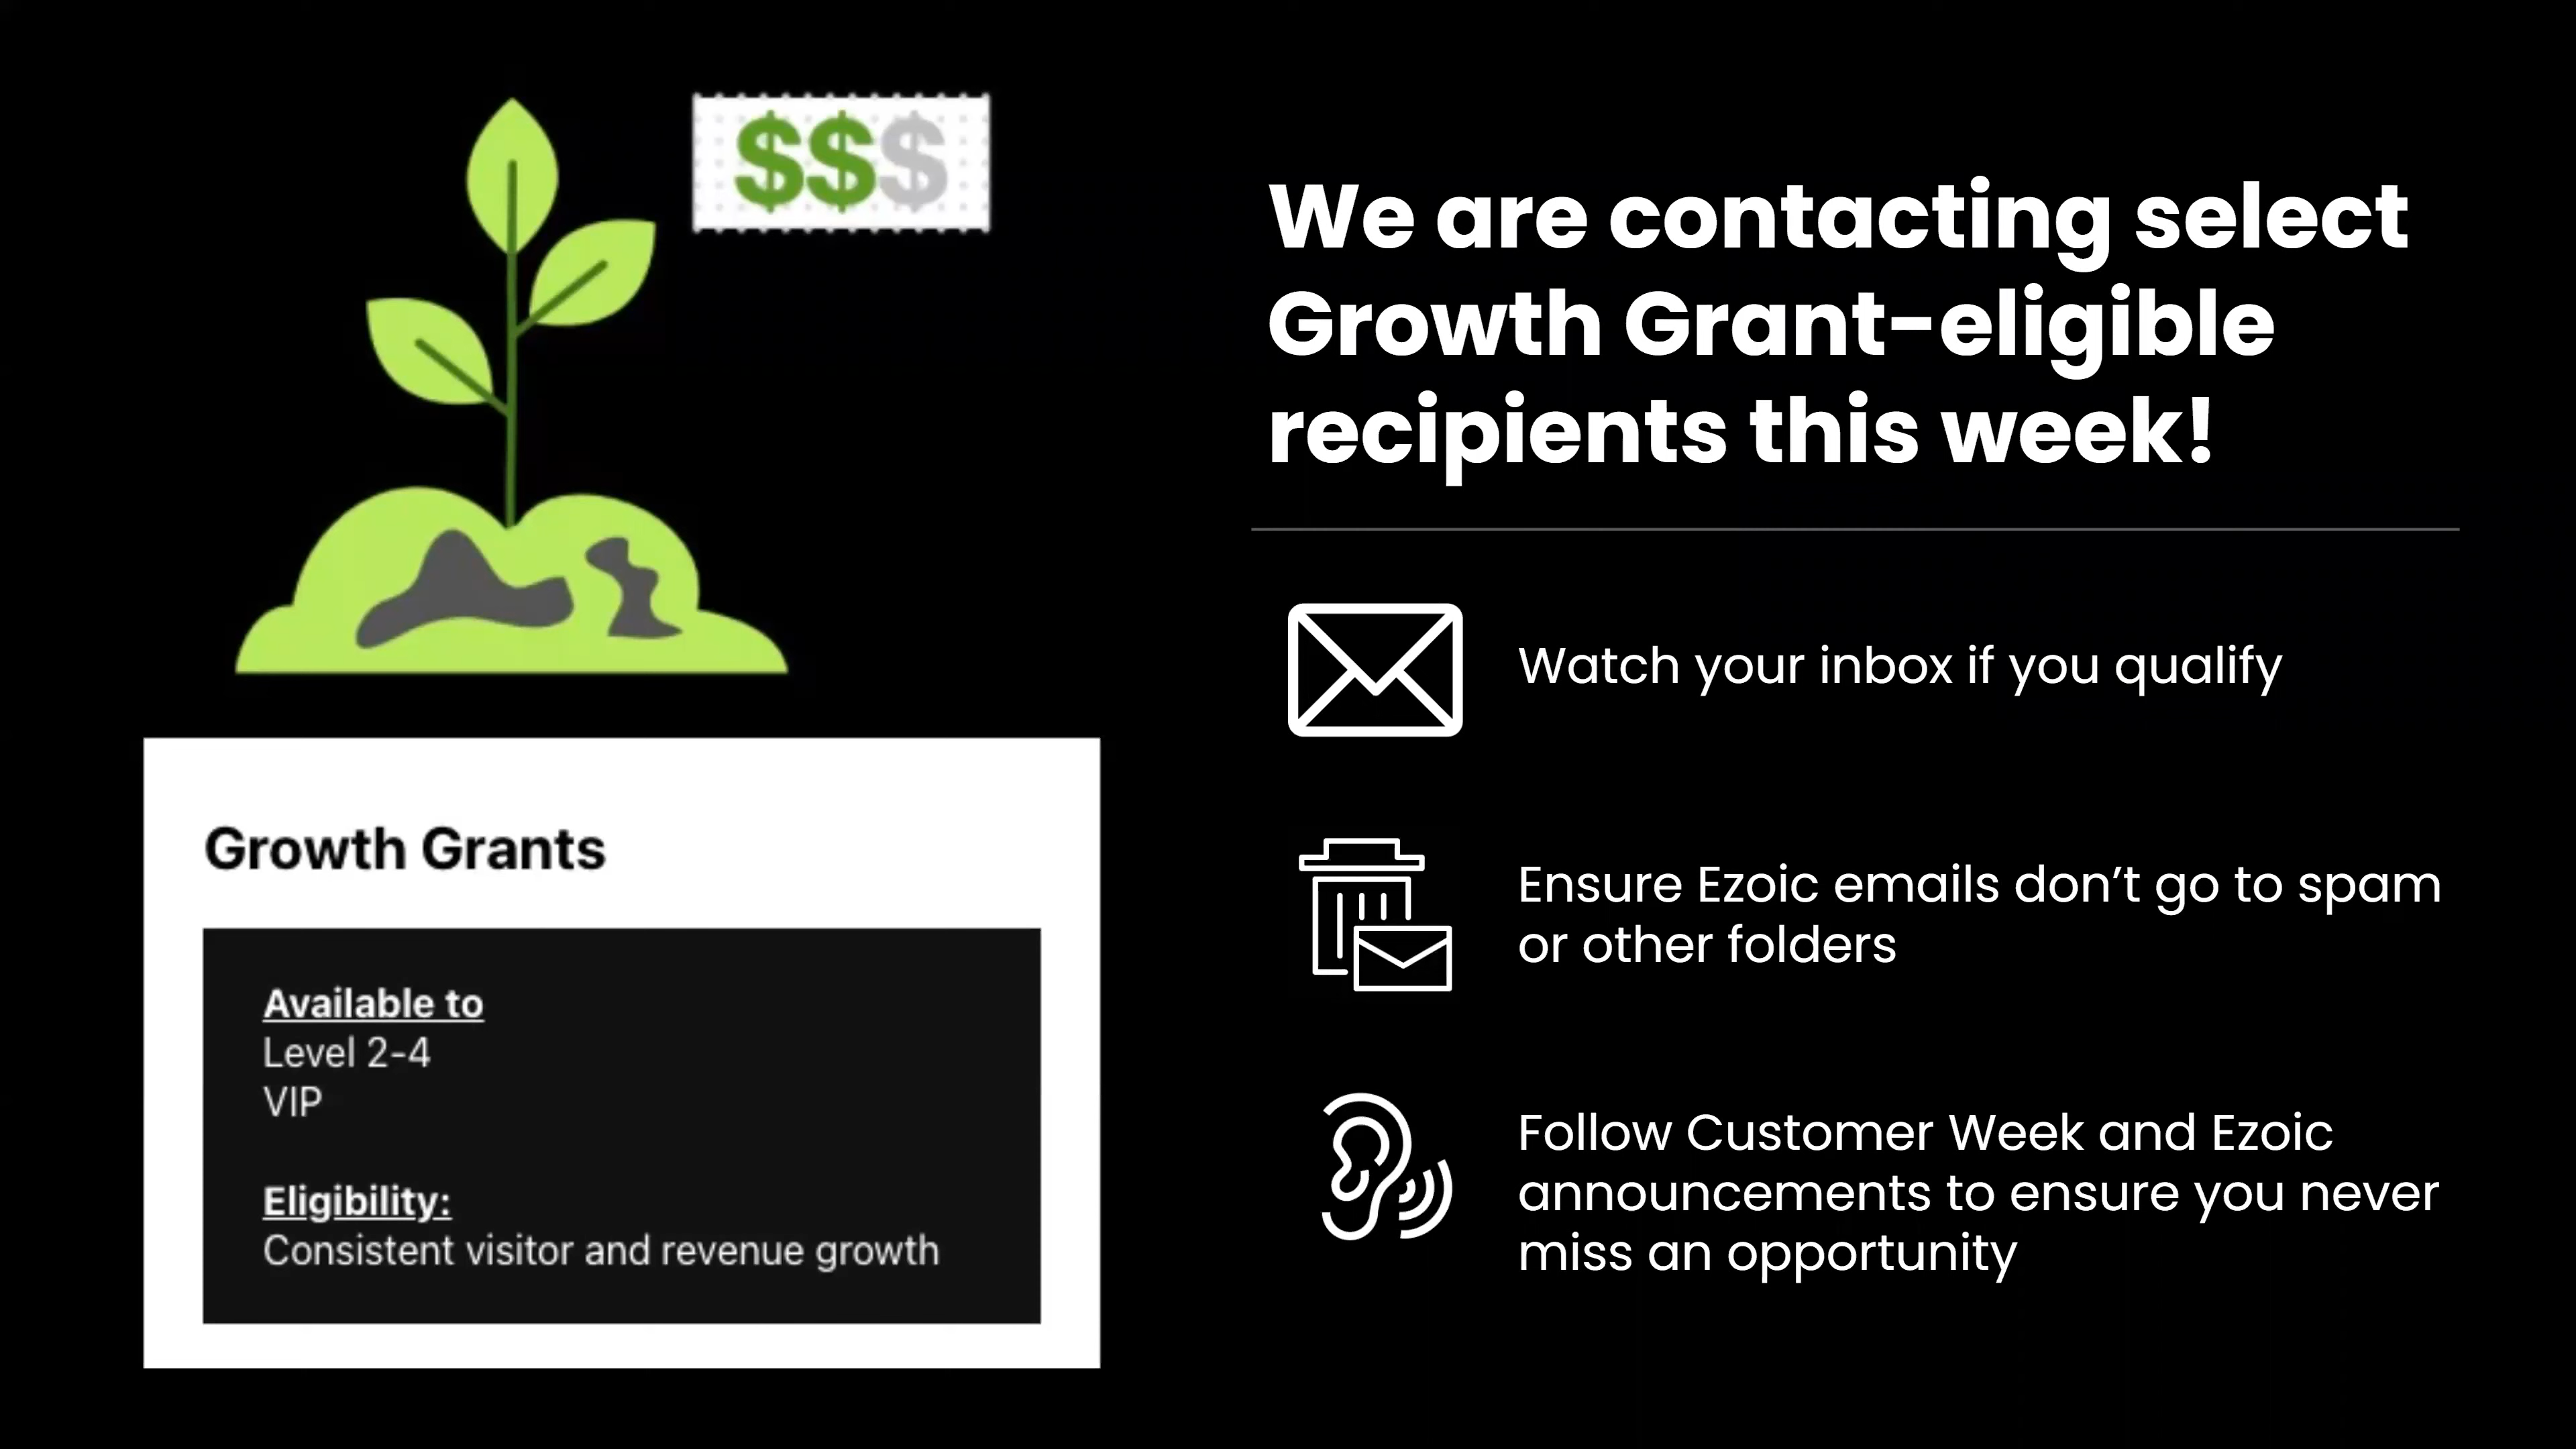 $$$
We are contacting select
Growth Grant-eligible
recipients this week!
Watch your inbox if you qualify
Ensure Ezoic emails don’t go to spam
or other folders
Follow Customer Week and Ezoic
announcements to ensure you never
miss an opportunity
Growth Grants
Available to
Level 2-4
VIP
Eligibility:
Consistent visitor and revenue growth